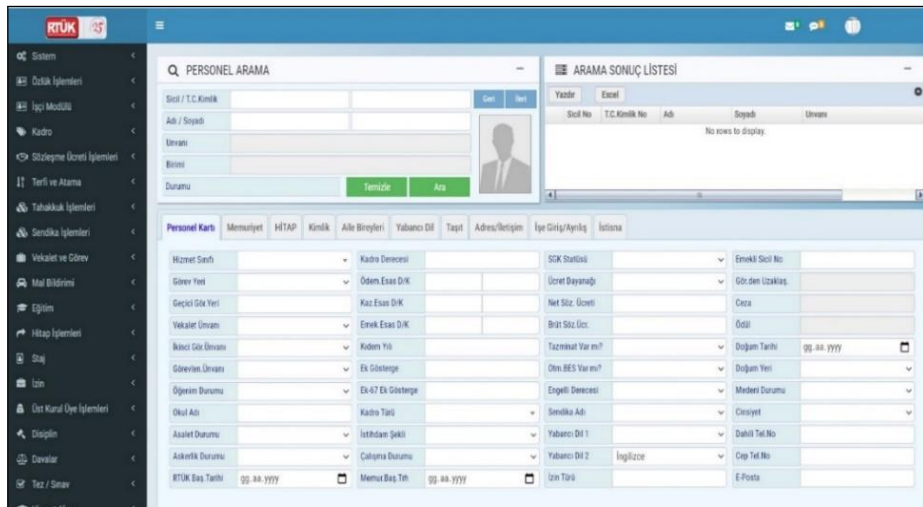 RTÜK 25
Sistem
Özlük İşlemleri
İşçi Modülü
Kadro
Sözleşme Ücreti İşlemleri
Terfi ve Atama
Tahakkuk İşlemleri
Sendika İşlemleri
Vekalet ve Görev
Mal Bildirimi
Eğitim
Hitap İşlemleri
Staj
İzin
Üst Kurul Üye İşlemleri
Disiplin
Davalar
Tez / Sınav
PERSONEL ARAMA
Sicil / T.C.Kimlik Geri İleri
Adı / Soyadı
Ünvanı
Birimi
Durumu Temizle Ara
ARAMA SONUÇ LİSTESİ
Yazdır Excel
Sicil No T.C.Kimlik No Adı Soyadı Ünvanı
No rows to display.
Personel Kartı Memuriyet HİTAP Kimlik Aile Bireyleri Yabancı Dil Taşıt Adres/İletişim İşe Giriş/Ayrılış İstisna
Hizmet Sınıfı Kadro Derecesi SGK Statüsü Emekli Sicil No
Görev Yeri Ödem.Esas D/K Ücret Dayanağı Gör.den Uzaklaş.
Geçici Gör.Yeri Kaz.Esas D/K Net Söz. Ücreti Ceza
Vekalet Ünvanı Emek.Esas D/K Brüt Söz.Ücr. Ödül
İkinci Gör.Ünvanı Kıdem Yılı Tazminat Var mı? Doğum Tarihi gg.aa.yyyy
Görevlen.Ünvanı Ek Gösterge Otm.BES Var mı? Doğum Yeri
Öğrenim Durumu Ek-67 Ek Gösterge Engelli Derecesi Medeni Durumu
Okul Adı Kadro Türü Sendika Adı Cinsiyet
Asalet Durumu İstihdam Şekli Yabancı Dil 1 Dahili Tel.No
Askerlik Durumu Çalışma Durumu Yabancı Dil 2 İngilizce Cep Tel.No
RTÜK Baş.Tarihi gg.aa.yyyy Memur.Baş.Trh gg.aa.yyyy İzin Türü E-Posta